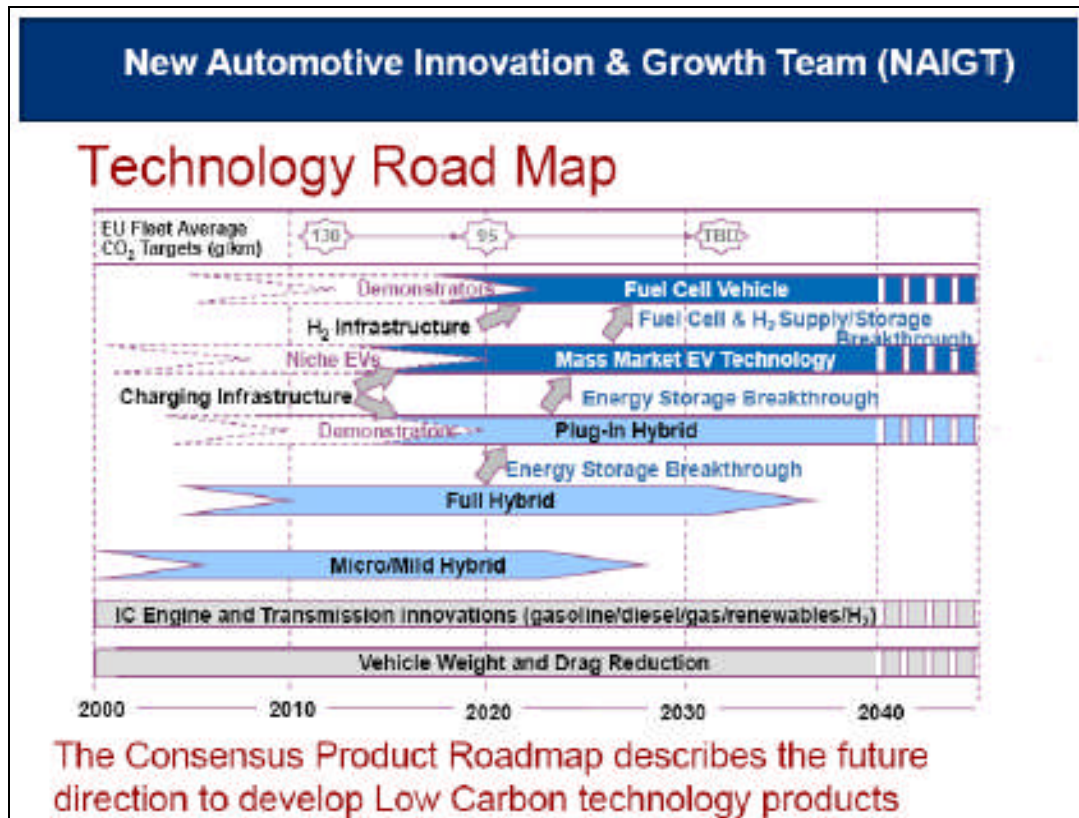 New Automotive Innovation & Growth Team (NAIGT)
Technology Road Map
EU Fleet Average
CO₂ Targets (g/km)
130
95
TBD
Demonstrators
Fuel Cell Vehicle
H₂ Infrastructure
Fuel Cell & H₂ Supply/Storage
Breakthrough
Niche EVs
Mass Market EV Technology
Charging Infrastructure
Energy Storage Breakthrough
Demonstrators
Plug-In Hybrid
Energy Storage Breakthrough
Full Hybrid
Micro/Mild Hybrid
IC Engine and Transmission innovations (gasoline/diesel/gas/renewables/H₂)
Vehicle Weight and Drag Reduction
2000 2010 2020 2030 2040
The Consensus Product Roadmap describes the future
direction to develop Low Carbon technology products